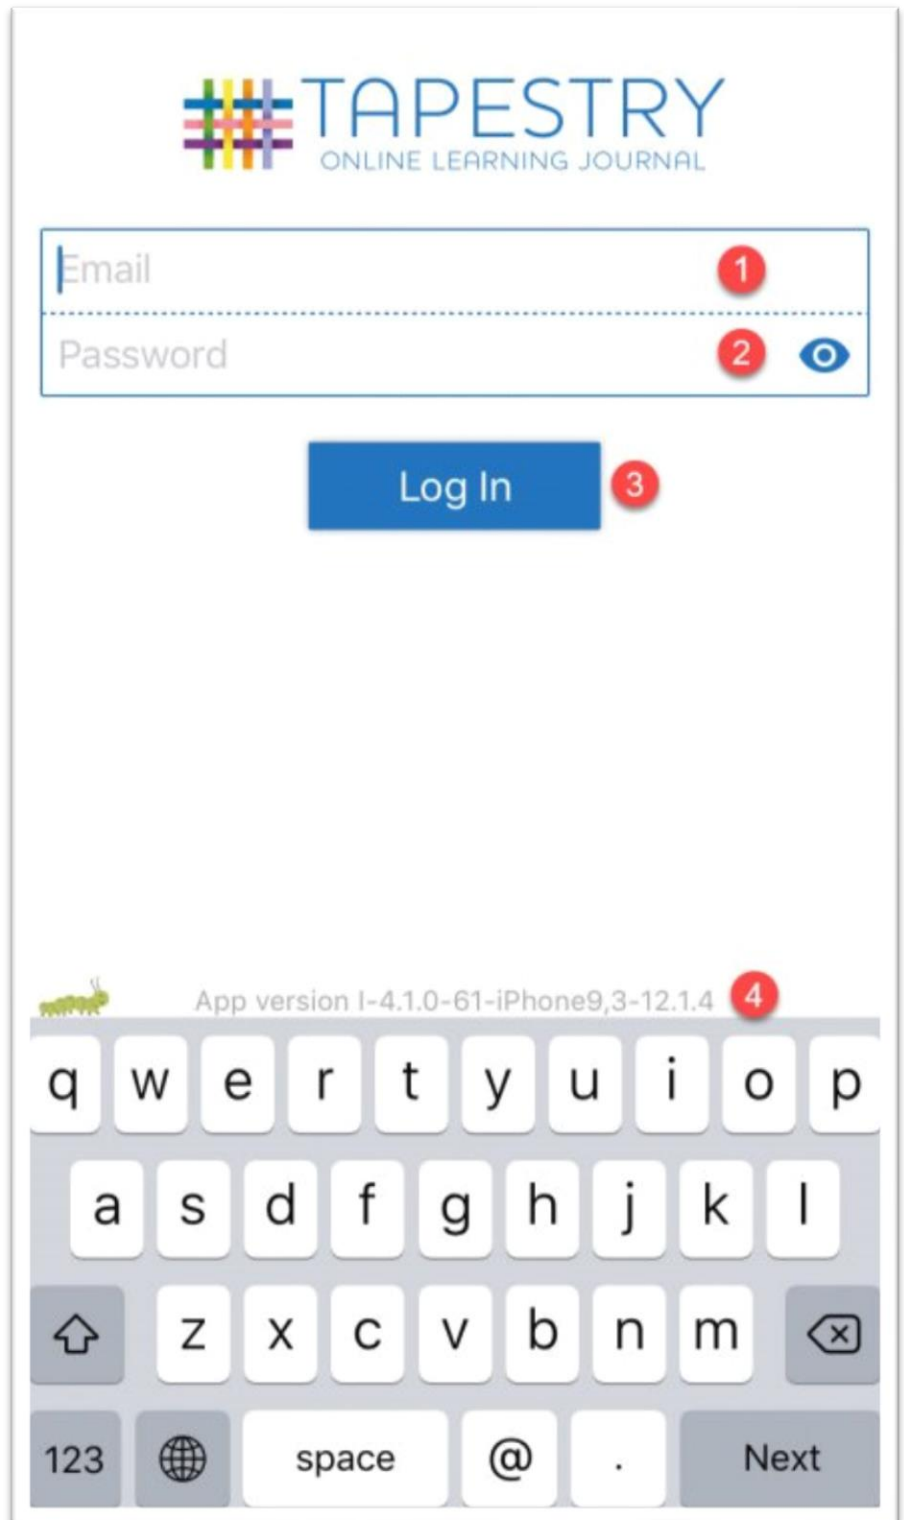 TAPESTRY
ONLINE LEARNING JOURNAL
Email 1
Password 2
Log In 3
App version I-4.1.0-61-iPhone9,3-12.1.4 4
q w e r t y u i o p
a s d f g h j k l
z x c v b n m
123 space @ . Next